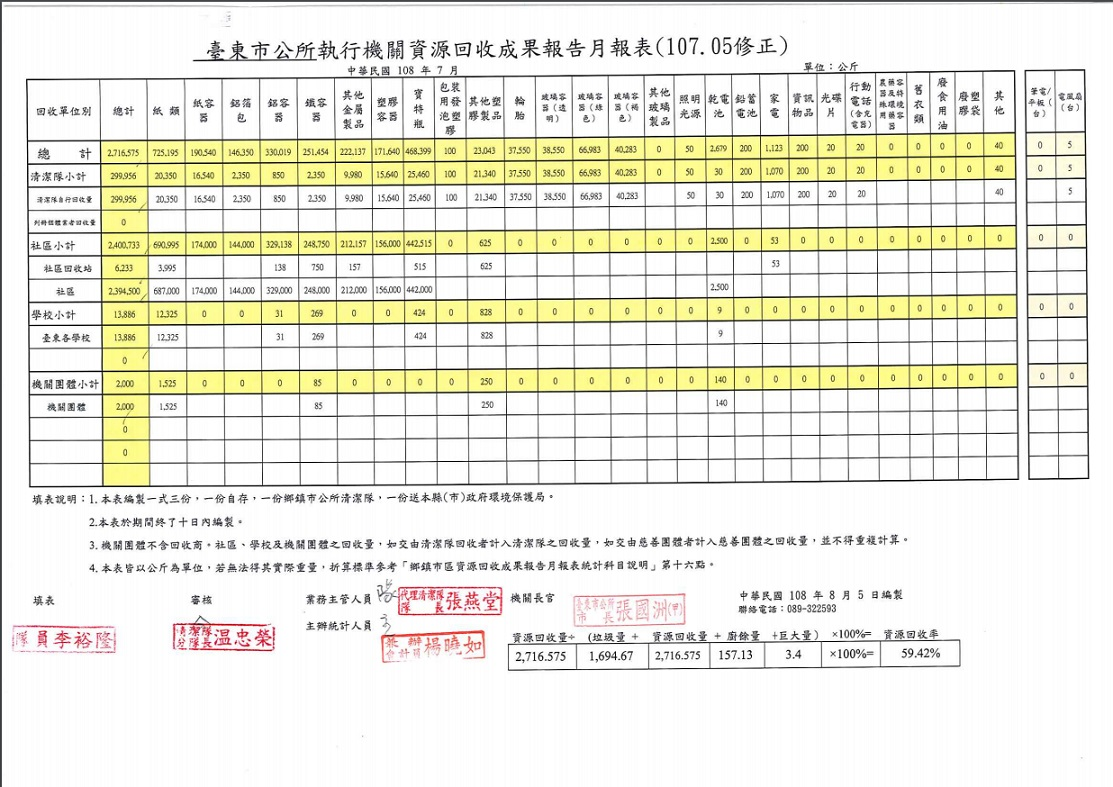 臺東市公所執行機關資源回收成果報告月報表(107.05修正)
中華民國 108 年 7 月
單位：公斤
回收單位別 總計 紙類 紙容器 鋁箔包 鋁容器 鐵容器 其他金屬製品 塑膠容器 寶特瓶 包裝用發泡塑膠 其他塑膠製品 輪胎 玻璃容器(透明) 玻璃容器(綠色) 玻璃容器(褐色) 其他玻璃製品 照明光源 乾電池 鉛蓄電池 家電 資訊物品 光碟片 行動電話(含充電器) 農藥容器及特殊環境用藥容器 舊衣類 廢食用油 廢塑膠袋 其他 筆電/平板(台) 電風扇(台)
總計 2,716.575 725,195 190,540 146,350 330,019 251,454 222,137 171,640 468,399 100 23,043 37,550 38,550 66,983 40,283 0 50 2,679 200 1,123 200 20 20 0 0 0 0 40 0 5
清潔隊小計 299,956 20,350 16,540 2,350 850 2,350 9,980 15,640 25,460 100 21,340 37,550 38,550 66,983 40,283 0 50 30 200 1,070 200 20 20 0 0 0 0 40 0 5
清潔隊自行回收量 299,956 20,350 16,540 2,350 850 2,350 9,980 15,640 25,460 100 21,340 37,550 38,550 66,983 40,283 50 30 200 1,070 200 20 20 40 5
0
社區小計 2,400,733 690,995 174,000 144,000 329,138 248,750 212,157 156,000 442,515 0 625 0 0 0 0 0 0 2,500 0 53 0 0 0 0 0 0 0 0 0 0
社區回收站 6,233 3,995 138 750 157 515 625 53
社區 2,394,500 687,000 174,000 144,000 329,000 248,000 212,000 156,000 442,000 2,500
學校小計 13,886 12,325 0 0 31 269 0 0 424 0 828 0 0 0 0 0 0 9 0 0 0 0 0 0 0 0 0 0 0 0
臺東各學校 13,886 12,325 31 269 424 828 9
0
機關團體小計 2,000 1,525 0 0 0 85 0 0 0 0 250 0 0 0 0 0 0 140 0 0 0 0 0 0 0 0 0 0 0 0
機關團體 2,000 1,525 85 250 140
0
0
填表說明：1.本表編製一式三份，一份自存，一份鄉鎮市公所清潔隊，一份送本縣(市)政府環境保護局。
2.本表於期間終了十日內編製。
3.機關團體不含回收商。社區、學校及機關團體之回收量，如交由清潔隊回收者計入清潔隊之回收量，如交由慈善團體者計入慈善團體之回收量，並不得重複計算。
4.本表皆以公斤為單位，若無法得其實際重量，折算標準參考「鄉鎮市區資源回收成果報告月報表統計科目說明」第十六點。
填表 審核 業務主管人員 代理清潔隊隊長張燕堂 機關長官 臺東市公所市長張國洲(甲)
中華民國 108 年 8 月 5 日編製
聯絡電話：089-322593
主辦統計人員
隊員李裕隆 清潔隊分隊長温忠榮 兼辦會計員楊曉如
資源回收量÷ (垃圾量 + 資源回收量 + 廚餘量 +巨大量) ×100%= 資源回收率
2,716.575 1,694.67 2,716.575 157.13 3.4 ×100%= 59.42%